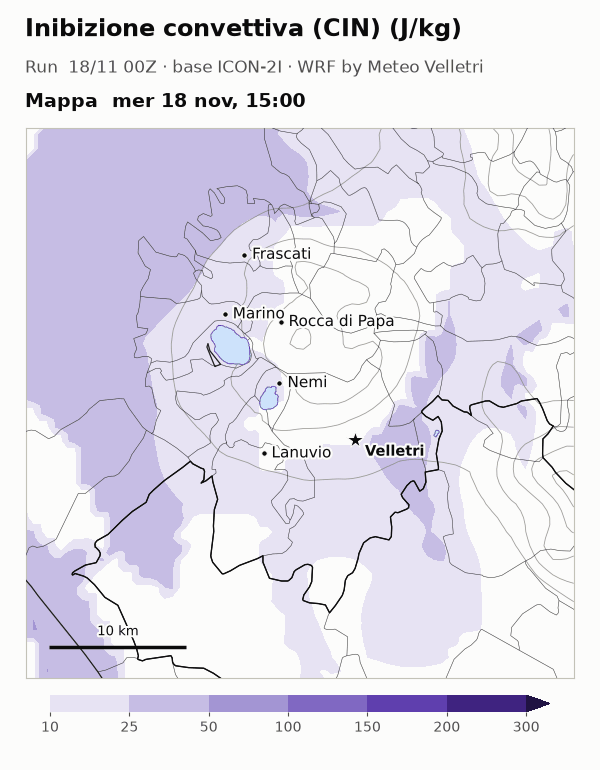 Inibizione convettiva (CIN) (J/kg)
Run 18/11 00Z · base ICON-2I · WRF by Meteo Velletri
Mappa mer 18 nov, 15:00
Frascati
Marino
Rocca di Papa
Nemi
Velletri
Lanuvio
10 km
10 25 50 100 150 200 300